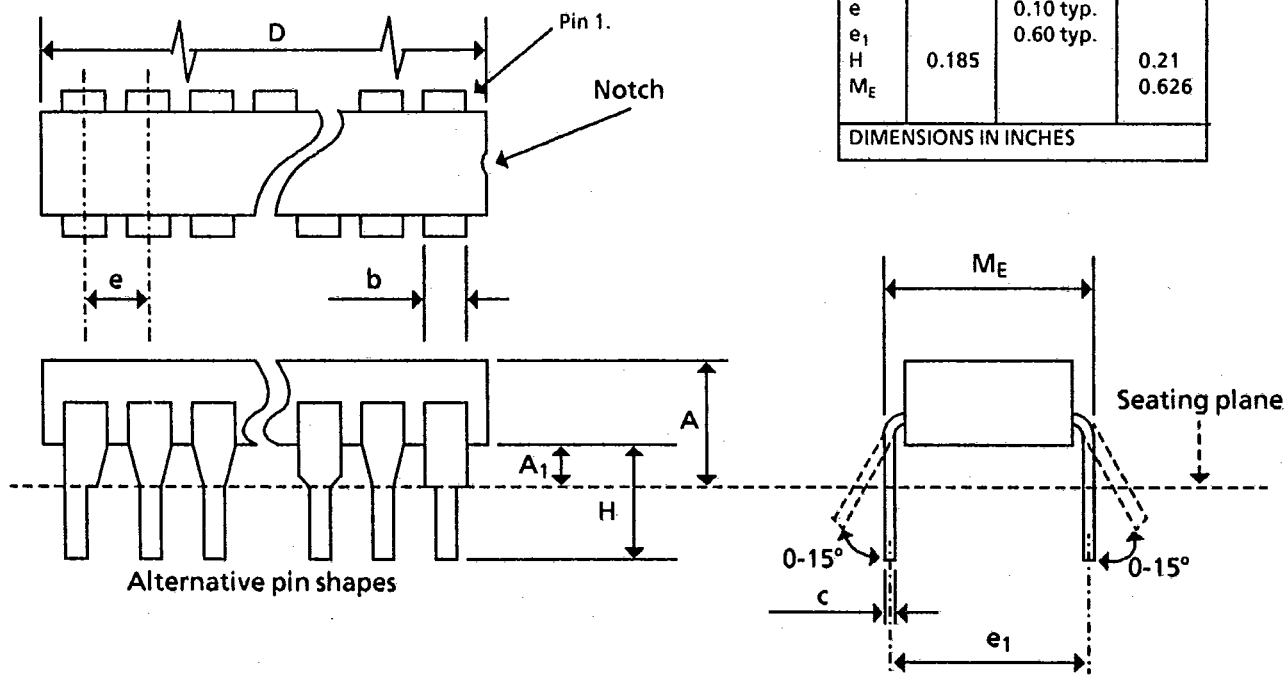 D
Pin 1.
Notch
e 0.10 typ.
e1 0.60 typ.
H 0.185 0.21
ME 0.626
DIMENSIONS IN INCHES
e
b
ME
A
A1
H
Seating plane
Alternative pin shapes
0-15°
0-15°
c
e1